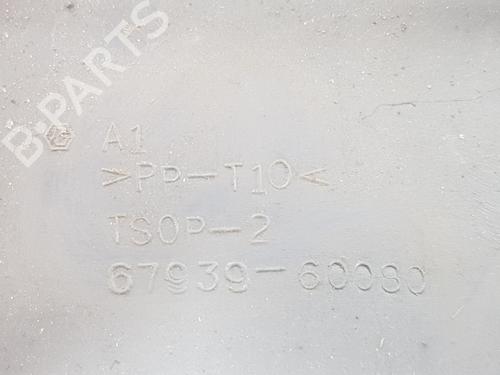 B-PARTS
A1
>PP-T10<
TSOP-2
67939-60080